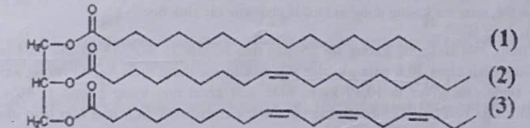 O
H₂C–O (1)
O
HC–O (2)
O
H₂C–O (3)